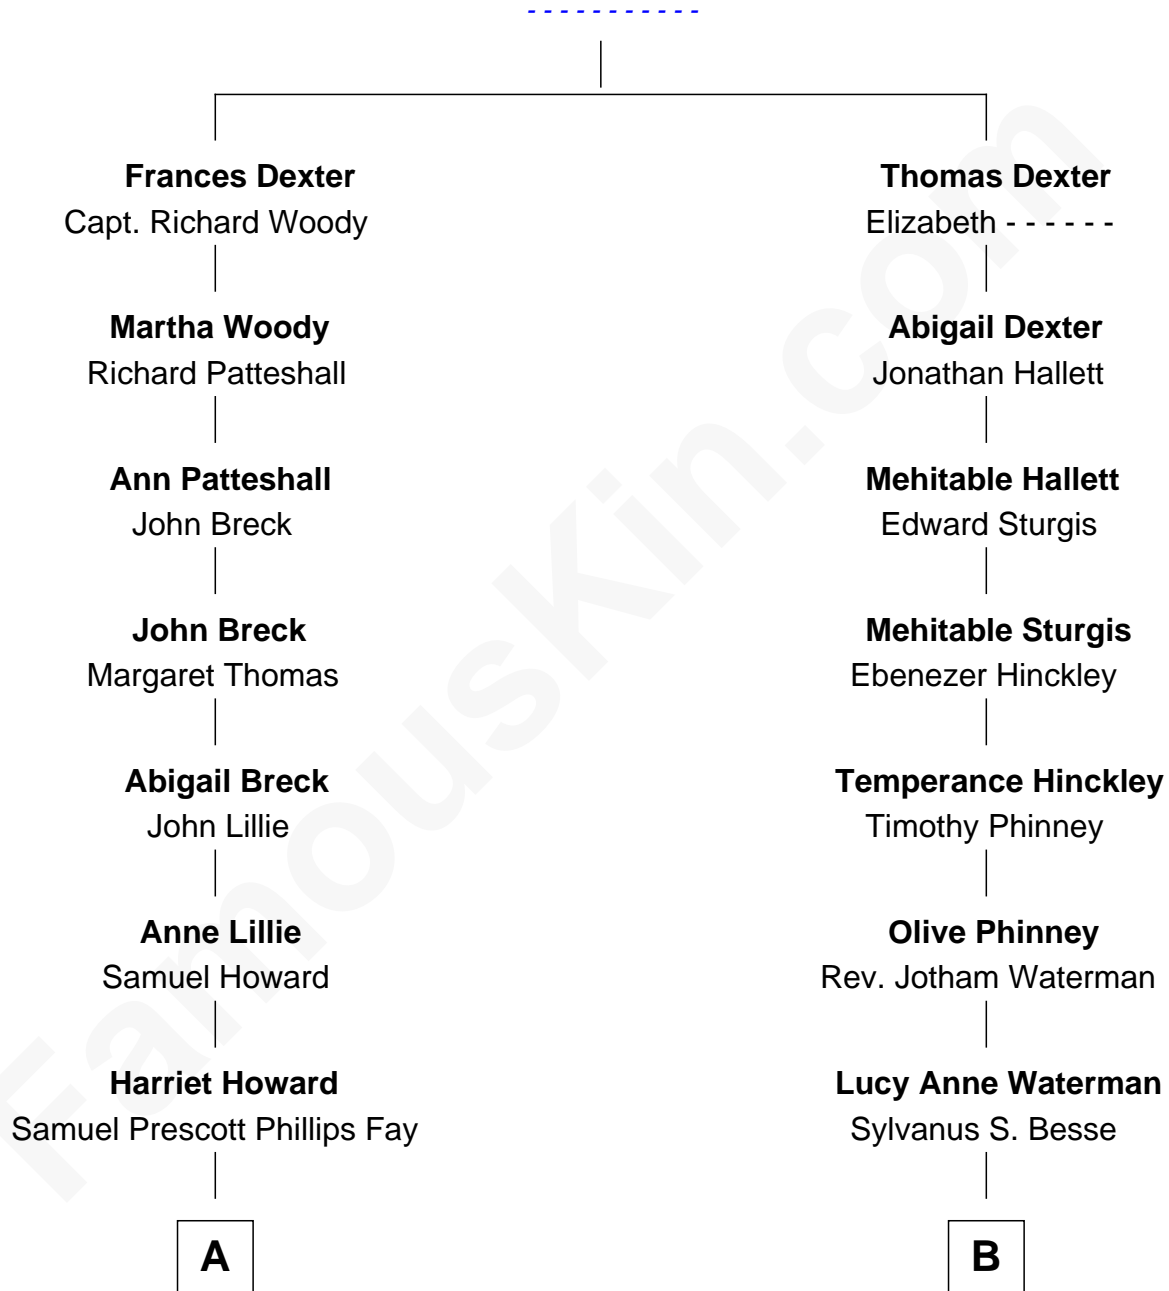 - - - - - - - - - - -
Frances Dexter
Capt. Richard Woody
Thomas Dexter
Elizabeth - - - - - -
Martha Woody
Richard Patteshall
Abigail Dexter
Jonathan Hallett
Ann Patteshall
John Breck
Mehitable Hallett
Edward Sturgis
John Breck
Margaret Thomas
Mehitable Sturgis
Ebenezer Hinckley
Abigail Breck
John Lillie
Temperance Hinckley
Timothy Phinney
Anne Lillie
Samuel Howard
Olive Phinney
Rev. Jotham Waterman
Harriet Howard
Samuel Prescott Phillips Fay
Lucy Anne Waterman
Sylvanus S. Besse
A
B
FamousKin.com